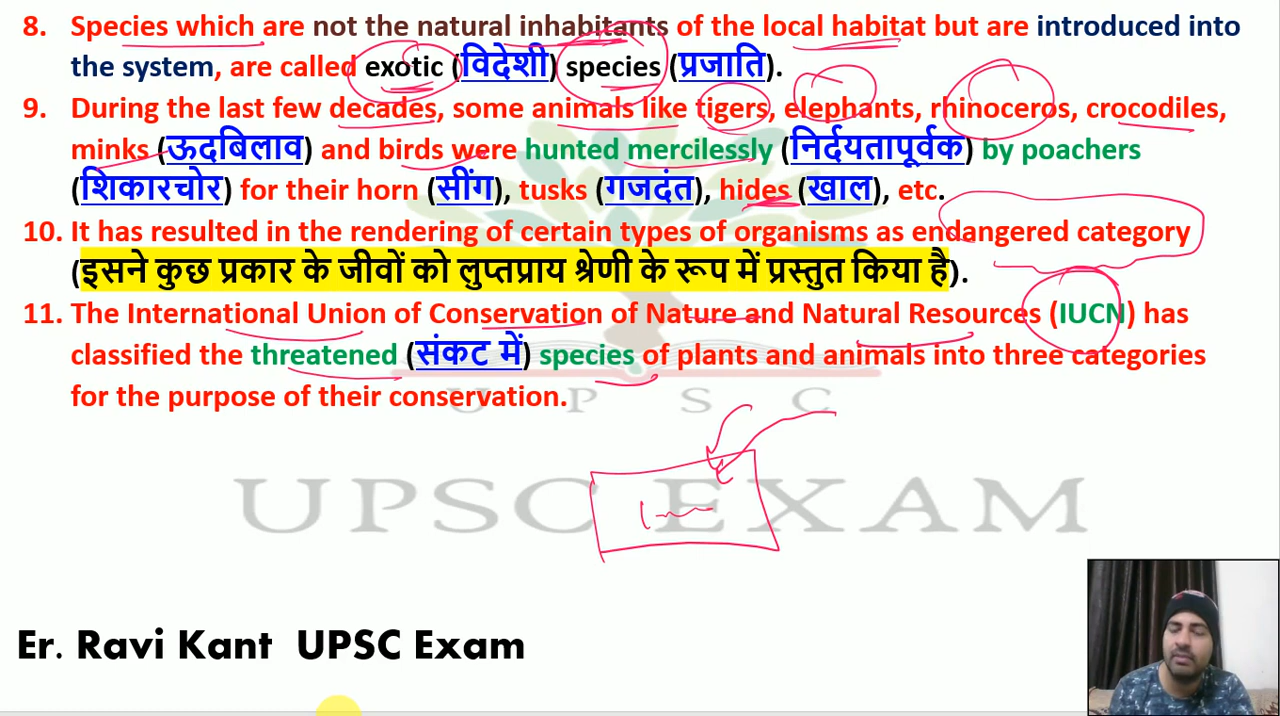 8. Species which are not the natural inhabitants of the local habitat but are introduced into
the system, are called exotic (विदेशी) species (प्रजाति).
9. During the last few decades, some animals like tigers, elephants, rhinoceros, crocodiles,
minks (ऊदबिलाव) and birds were hunted mercilessly (निर्दयतापूर्वक) by poachers
(शिकारचोर) for their horn (सींग), tusks (गजदंत), hides (खाल), etc.
10. It has resulted in the rendering of certain types of organisms as endangered category
(इसने कुछ प्रकार के जीवों को लुप्तप्राय श्रेणी के रूप में प्रस्तुत किया है).
11. The International Union of Conservation of Nature and Natural Resources (IUCN) has
classified the threatened (संकट में) species of plants and animals into three categories
for the purpose of their conservation.
U P S C
UPSC EXAM
Er. Ravi Kant UPSC Exam